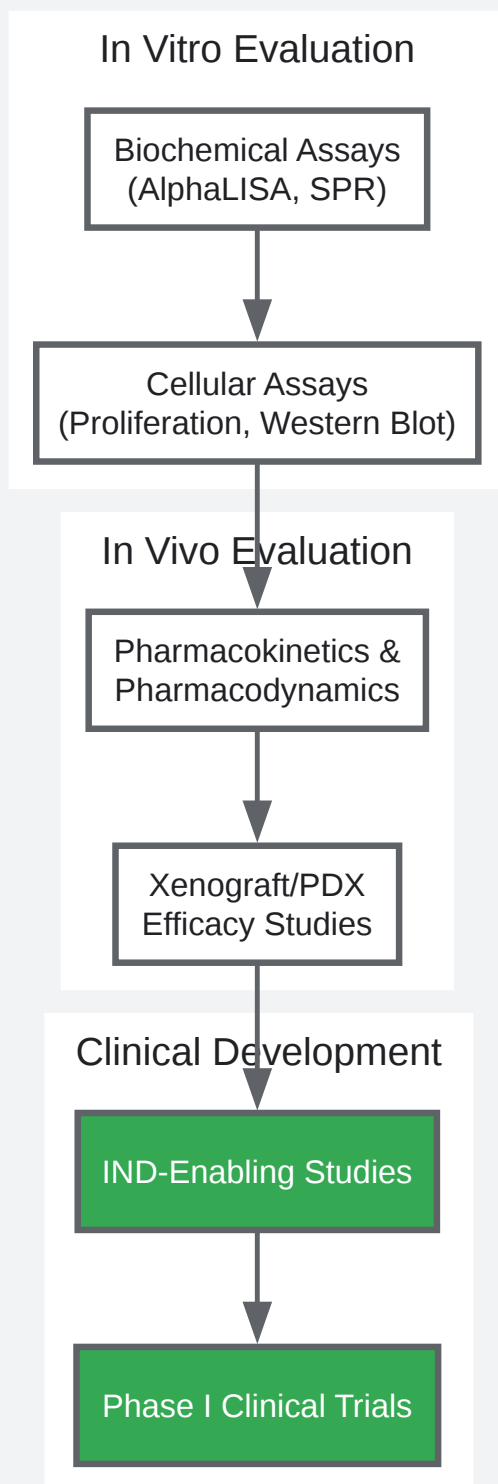 In Vitro Evaluation
Biochemical Assays
(AlphaLISA, SPR)
Cellular Assays
(Proliferation, Western Blot)
In Vivo Evaluation
Pharmacokinetics &
Pharmacodynamics
Xenograft/PDX
Efficacy Studies
Clinical Development
IND-Enabling Studies
Phase I Clinical Trials